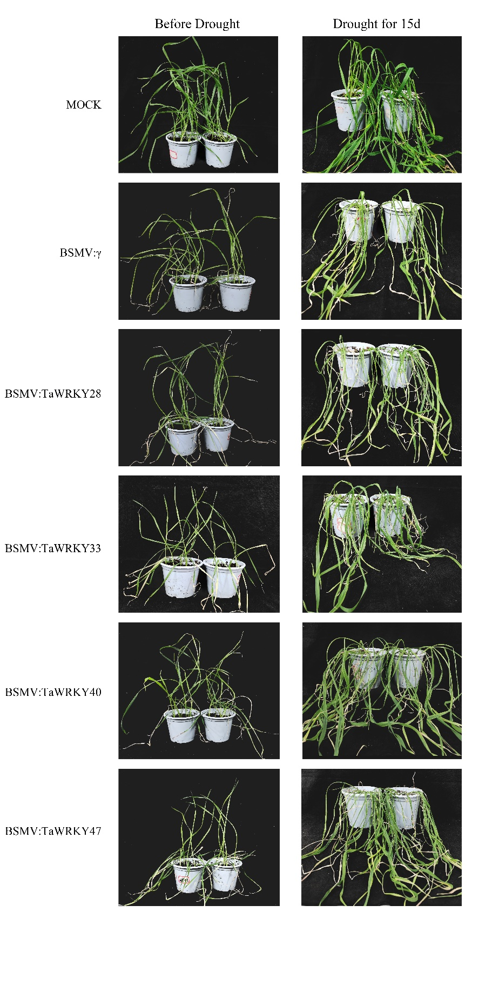 Before Drought
Drought for 15d
MOCK
BSMV:γ
BSMV:TaWRKY28
BSMV:TaWRKY33
BSMV:TaWRKY40
BSMV:TaWRKY47